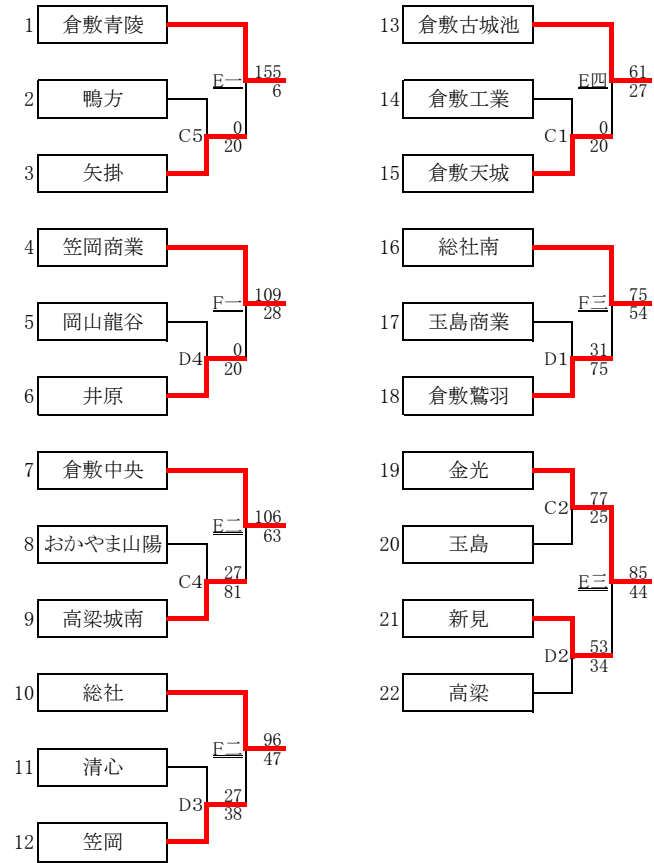 1 倉敷青陵
E一 155
6
2 鴨方
C5 0
20
3 矢掛
4 笠岡商業
F一 109
28
5 岡山龍谷
D4 0
20
6 井原
7 倉敷中央
E二 106
63
8 おかやま山陽
C4 27
81
9 高梁城南
10 総社
F二 96
47
11 清心
D3 27
38
12 笠岡
13 倉敷古城池
E四 61
27
14 倉敷工業
C1 0
20
15 倉敷天城
16 総社南
F三 75
54
17 玉島商業
D1 31
75
18 倉敷鷲羽
19 金光
C2 77
25
20 玉島
E三 85
44
21 新見
D2 53
34
22 高梁